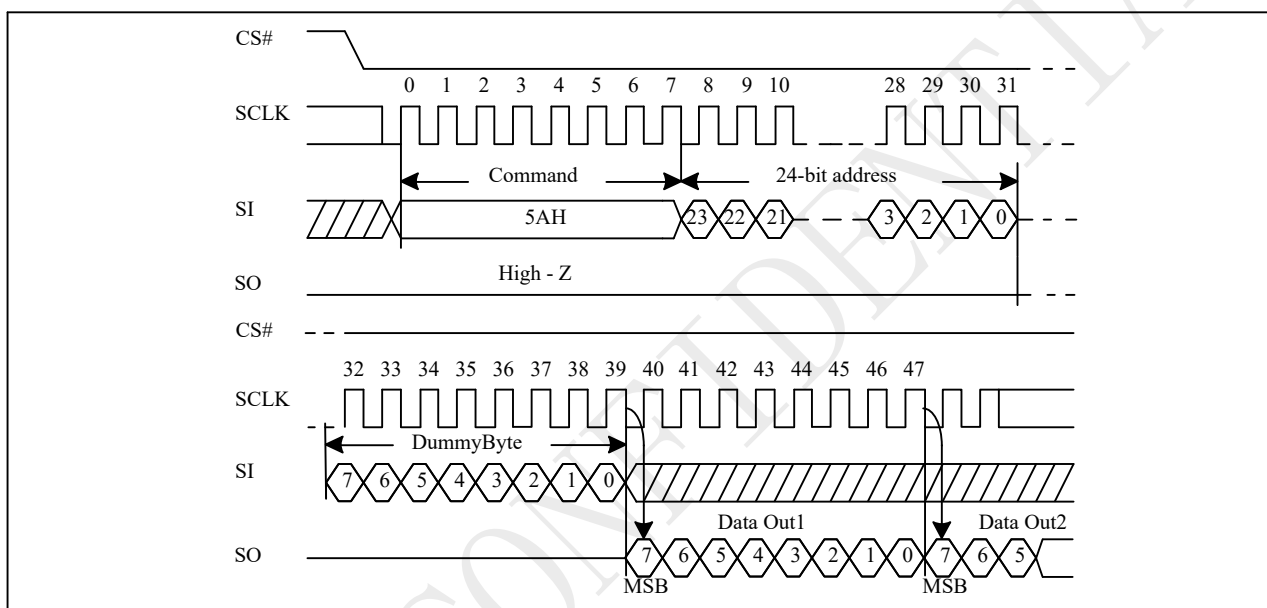 CS#
0 1 2 3 4 5 6 7 8 9 10 28 29 30 31
SCLK
Command 24-bit address
SI 5AH 23 22 21 3 2 1 0
High - Z
SO
CS#
32 33 34 35 36 37 38 39 40 41 42 43 44 45 46 47
SCLK
DummyByte
SI 7 6 5 4 3 2 1 0
Data Out1 Data Out2
SO 7 6 5 4 3 2 1 0 7 6 5
MSB MSB
CONFIDENTIA